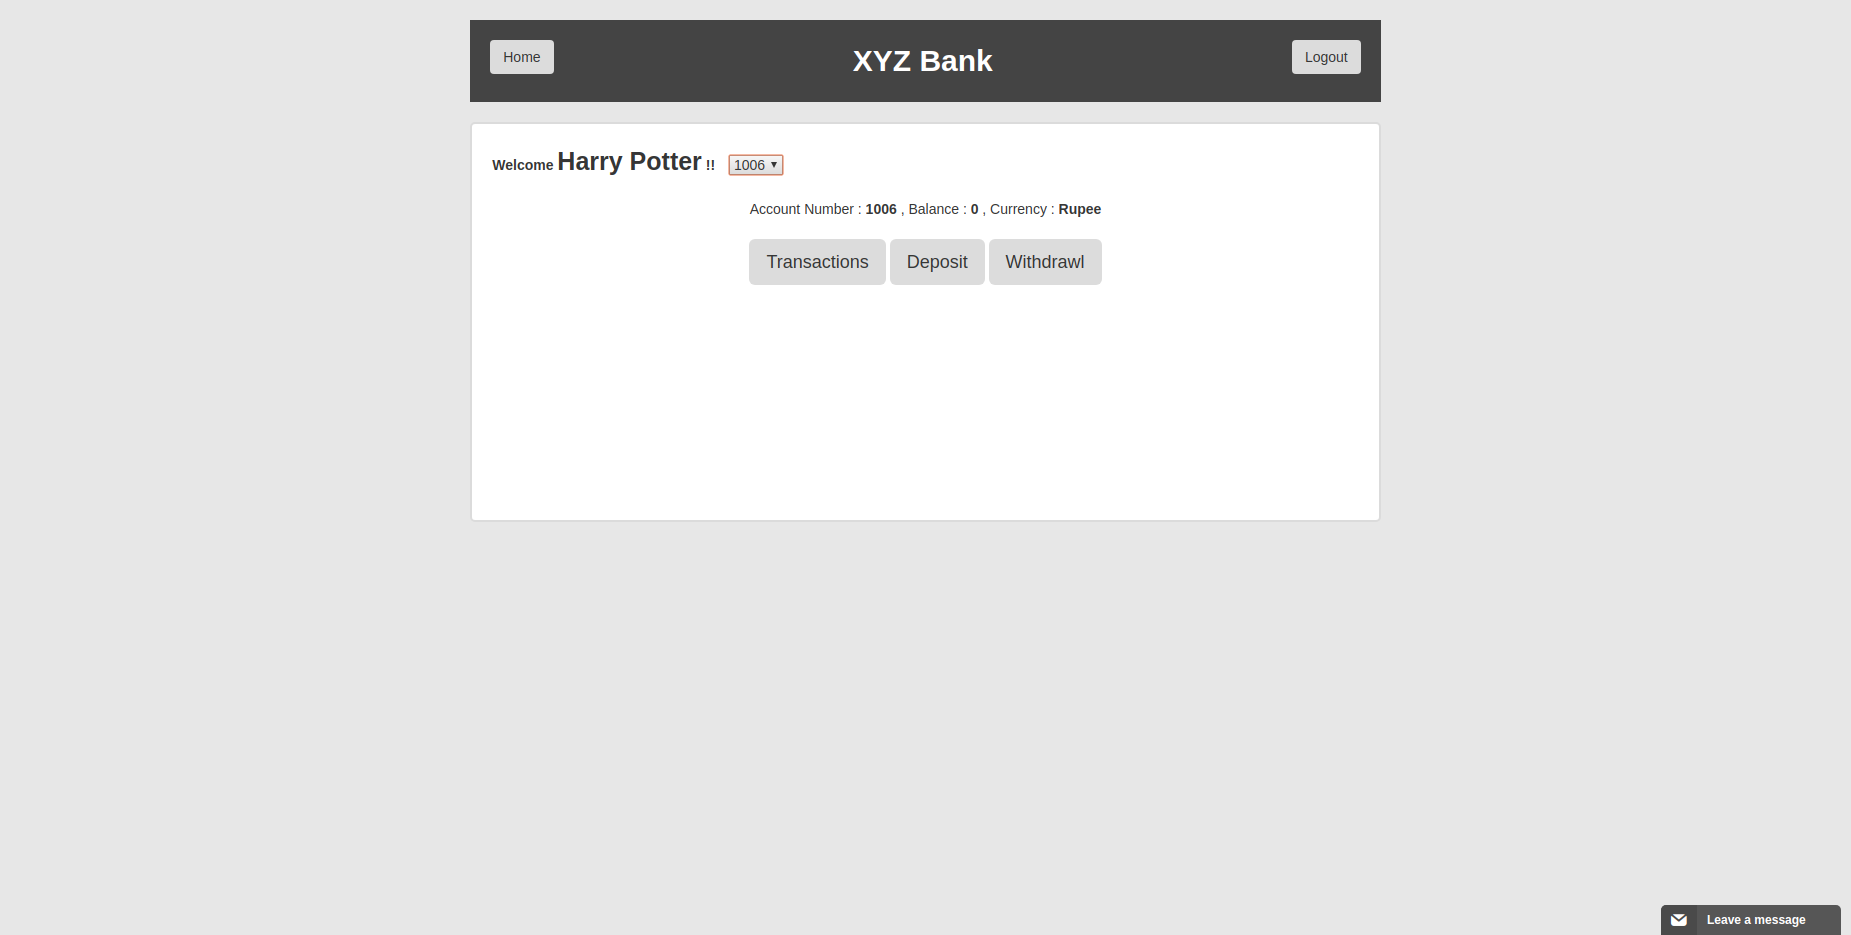 Home XYZ Bank Logout
Welcome Harry Potter !! 1006
Account Number : 1006 , Balance : 0 , Currency : Rupee
Transactions Deposit Withdrawl
Leave a message